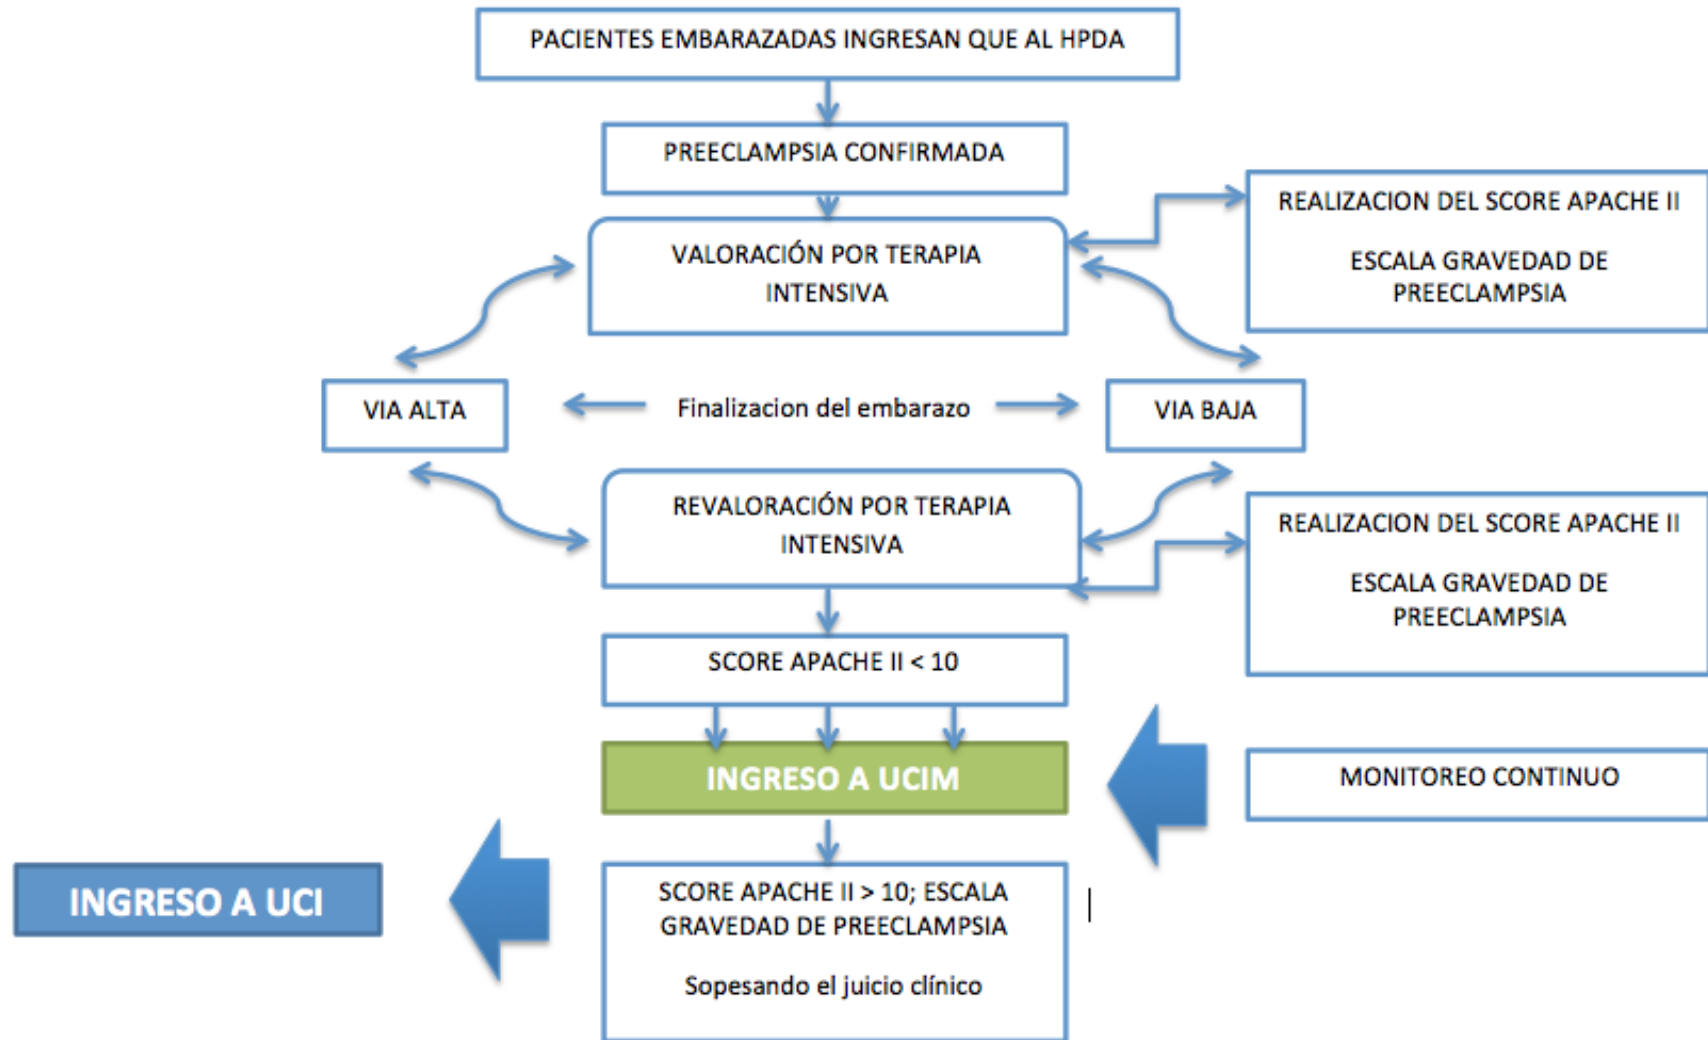 PACIENTES EMBARAZADAS INGRESAN QUE AL HPDA
PREECLAMPSIA CONFIRMADA
REALIZACION DEL SCORE APACHE II
ESCALA GRAVEDAD DE
PREECLAMPSIA
VALORACIÓN POR TERAPIA
INTENSIVA
VIA ALTA
Finalizacion del embarazo
VIA BAJA
REVALORACIÓN POR TERAPIA
INTENSIVA
REALIZACION DEL SCORE APACHE II
ESCALA GRAVEDAD DE
PREECLAMPSIA
SCORE APACHE II < 10
INGRESO A UCIM
MONITOREO CONTINUO
INGRESO A UCI
SCORE APACHE II > 10; ESCALA
GRAVEDAD DE PREECLAMPSIA
Sopesando el juicio clínico